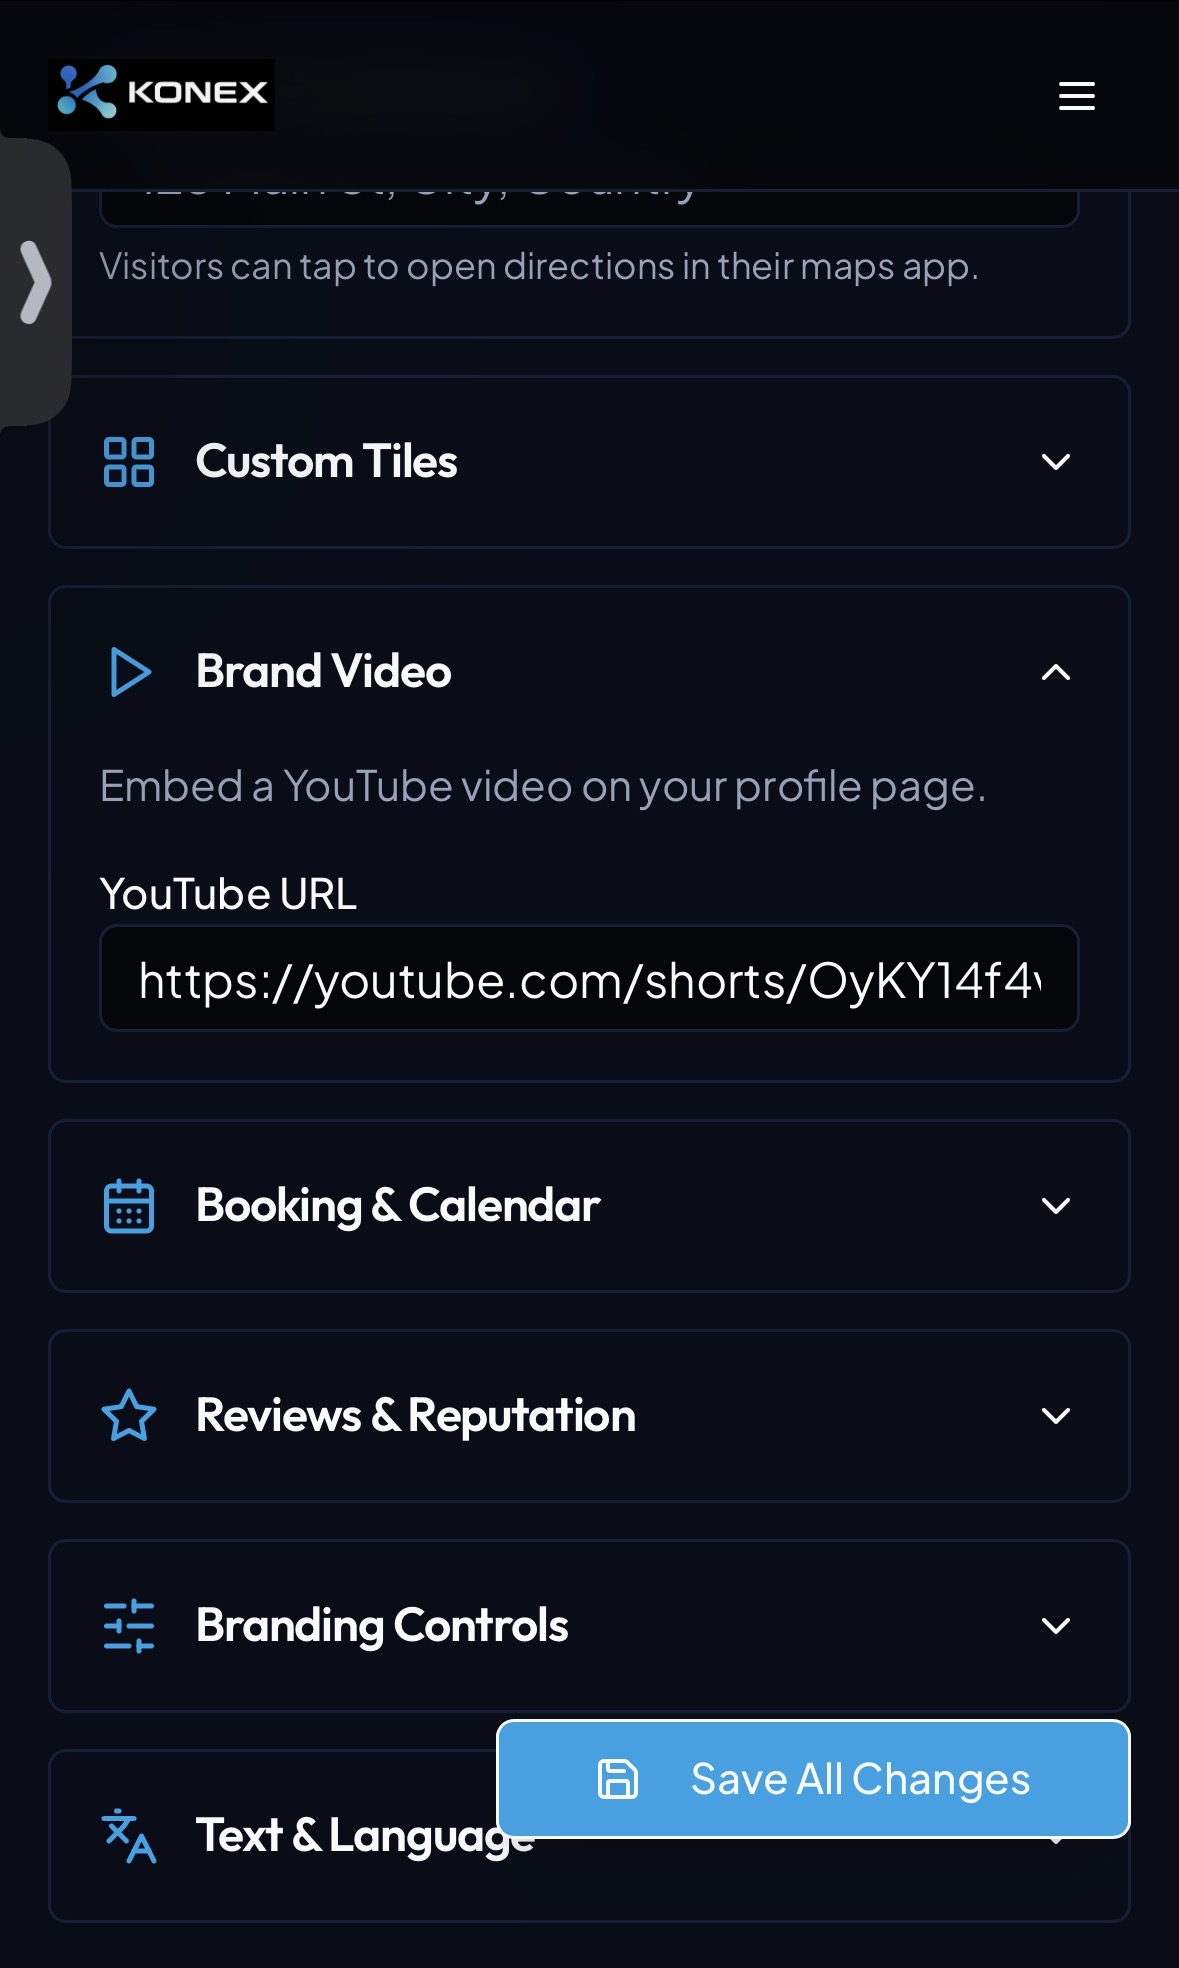 KONEX
Visitors can tap to open directions in their maps app.
Custom Tiles
Brand Video
Embed a YouTube video on your profile page.
YouTube URL
https://youtube.com/shorts/OyKY14f4
Booking & Calendar
Reviews & Reputation
Branding Controls
Save All Changes
Text & Language